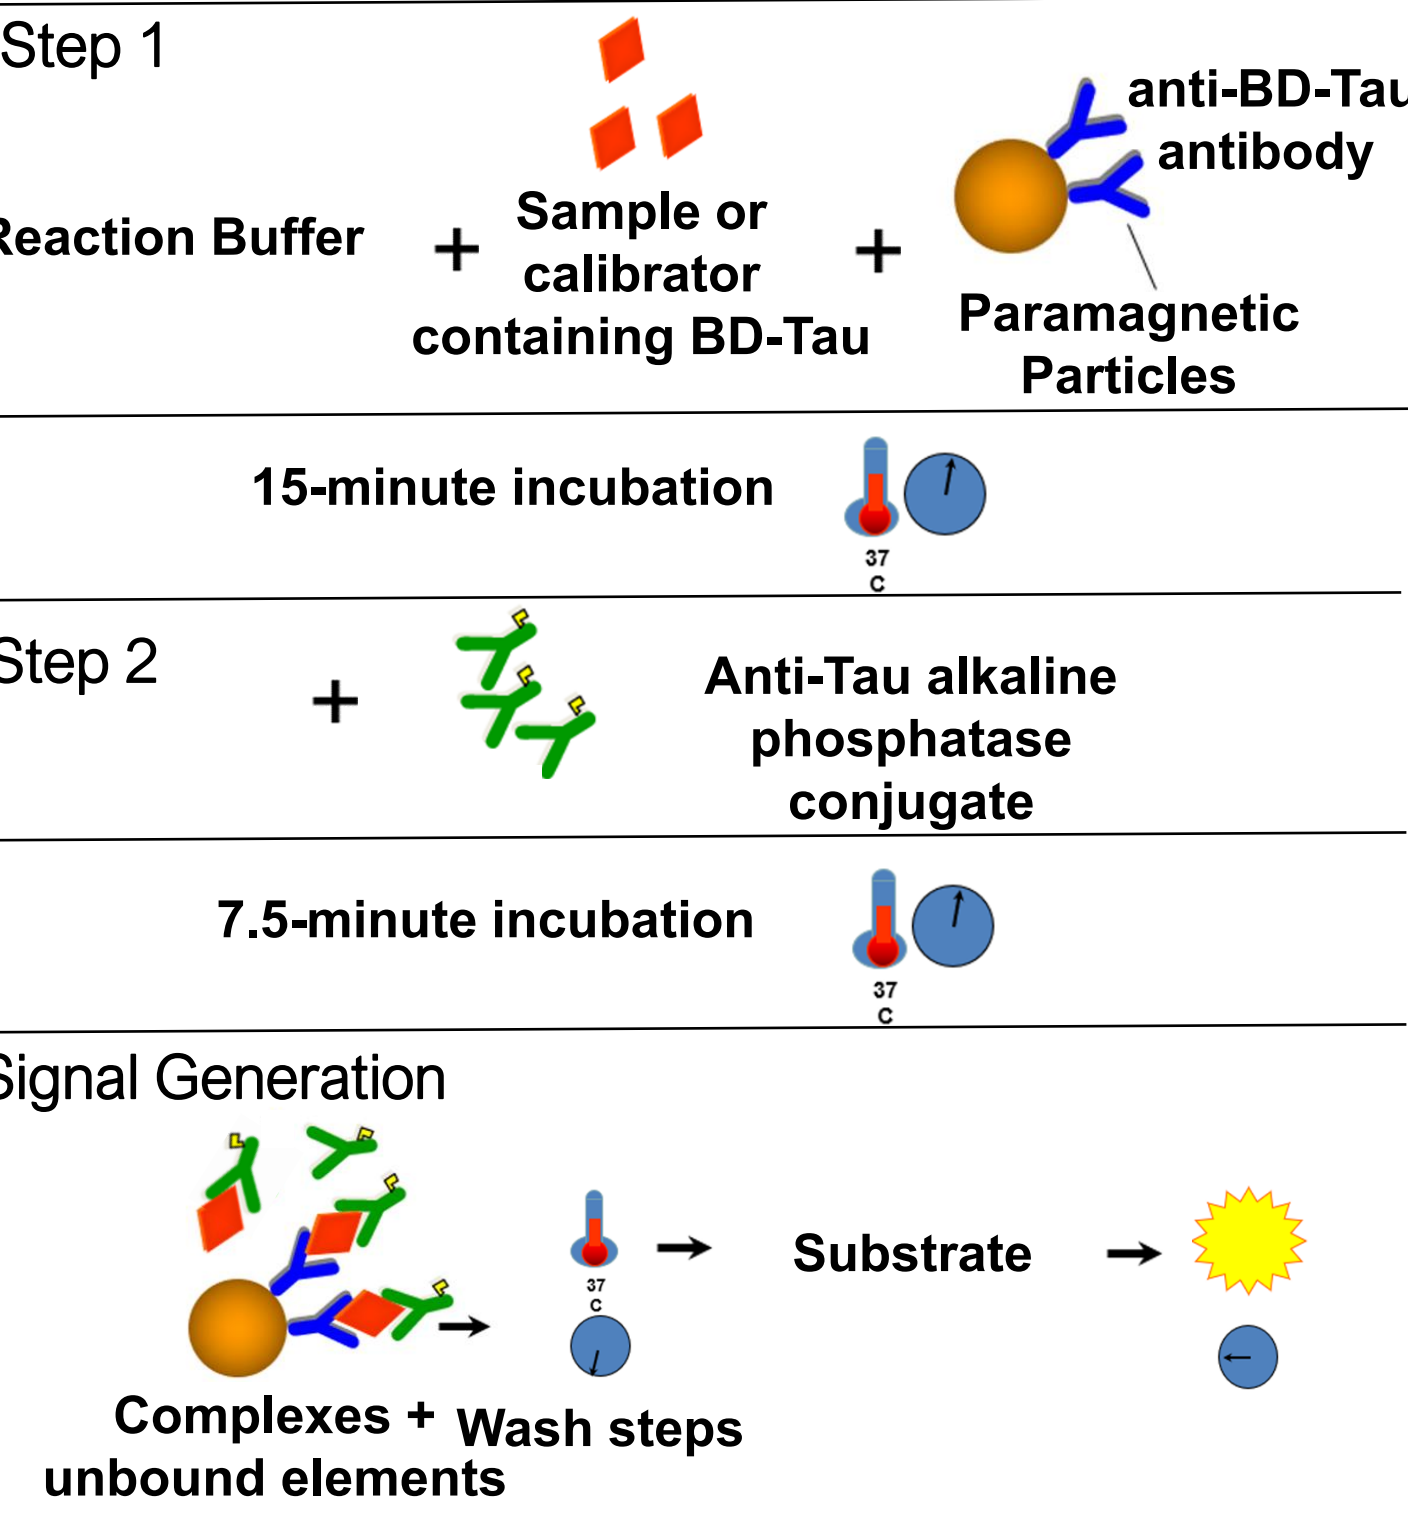 Step 1
anti-BD-Tau
antibody
Reaction Buffer
+
Sample or
calibrator
containing BD-Tau
+
Paramagnetic
Particles
15-minute incubation
37
C
Step 2
+
Anti-Tau alkaline
phosphatase
conjugate
7.5-minute incubation
37
C
Signal Generation
37
C
Substrate
Complexes +
unbound elements
Wash steps